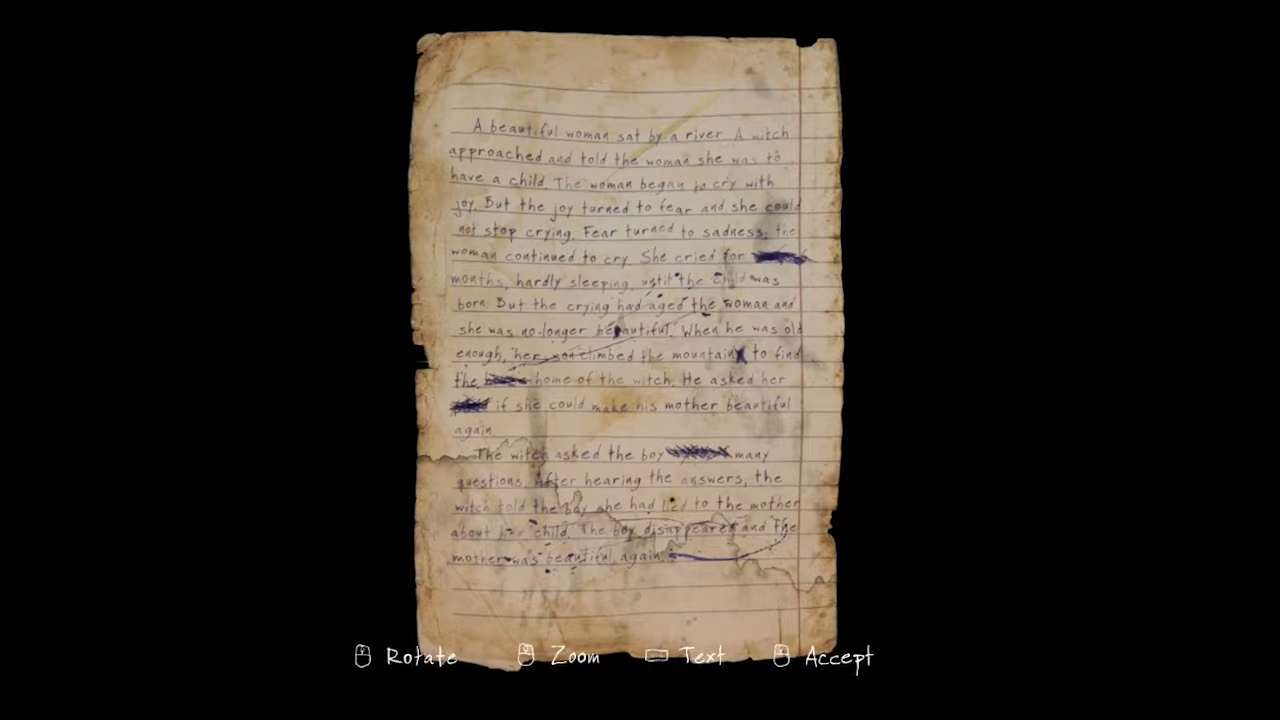 A beautiful woman sat by a river A witch
approached and told the woman she was to
have a child. The woman began to cry with
joy. But the joy turned to fear and she could
not stop crying. Fear turned to sadness, the
woman continued to cry. She cried for
months, hardly sleeping, until the child was
born. But the crying had aged the woman and
she was no-longer beautiful. When he was old
enough, her son climbed the mountain to find
the home of the witch. He asked her
if she could make his mother beautiful
again.
The witch asked the boy many
questions. After hearing the answers, the
witch told the boy she had lied to the mother
about her child. The boy disappeared and the
mother was beautiful again.
Rotate Zoom Text Accept